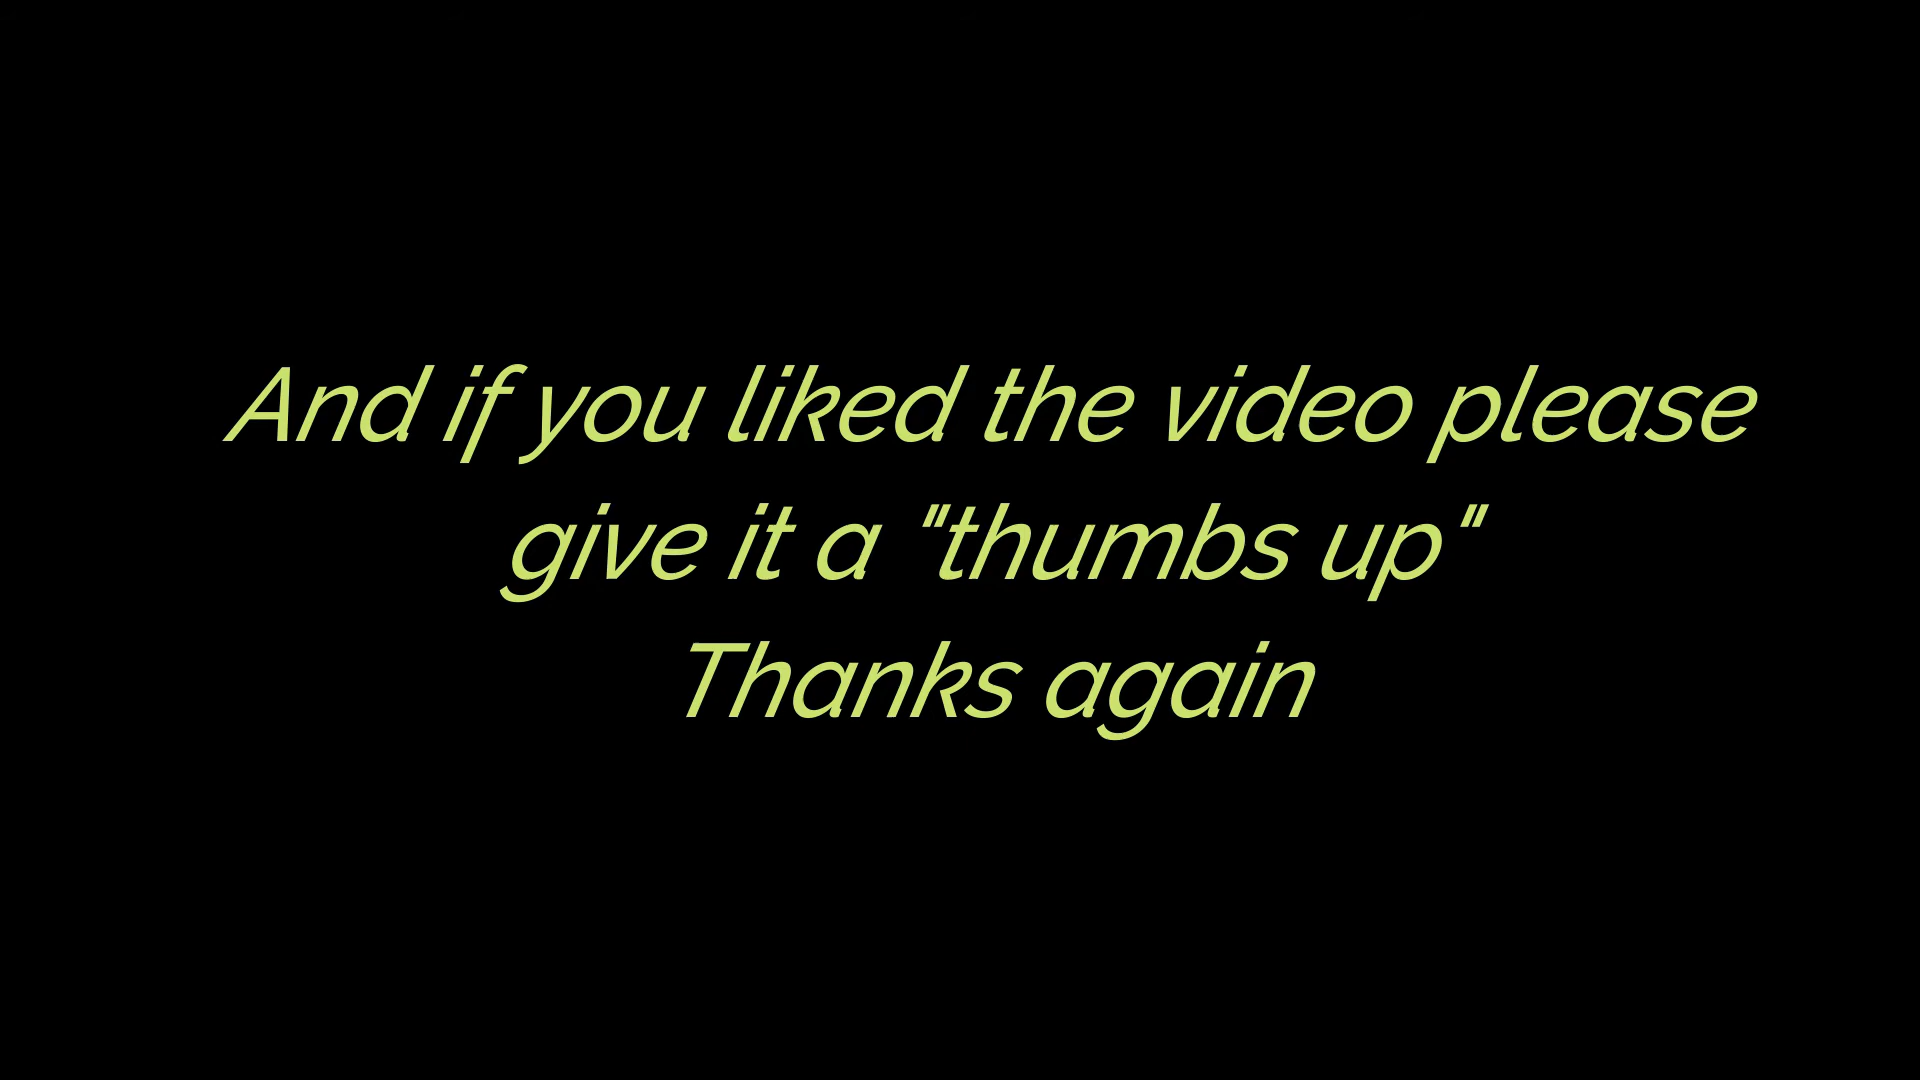 And if you liked the video please
give it a "thumbs up"
Thanks again